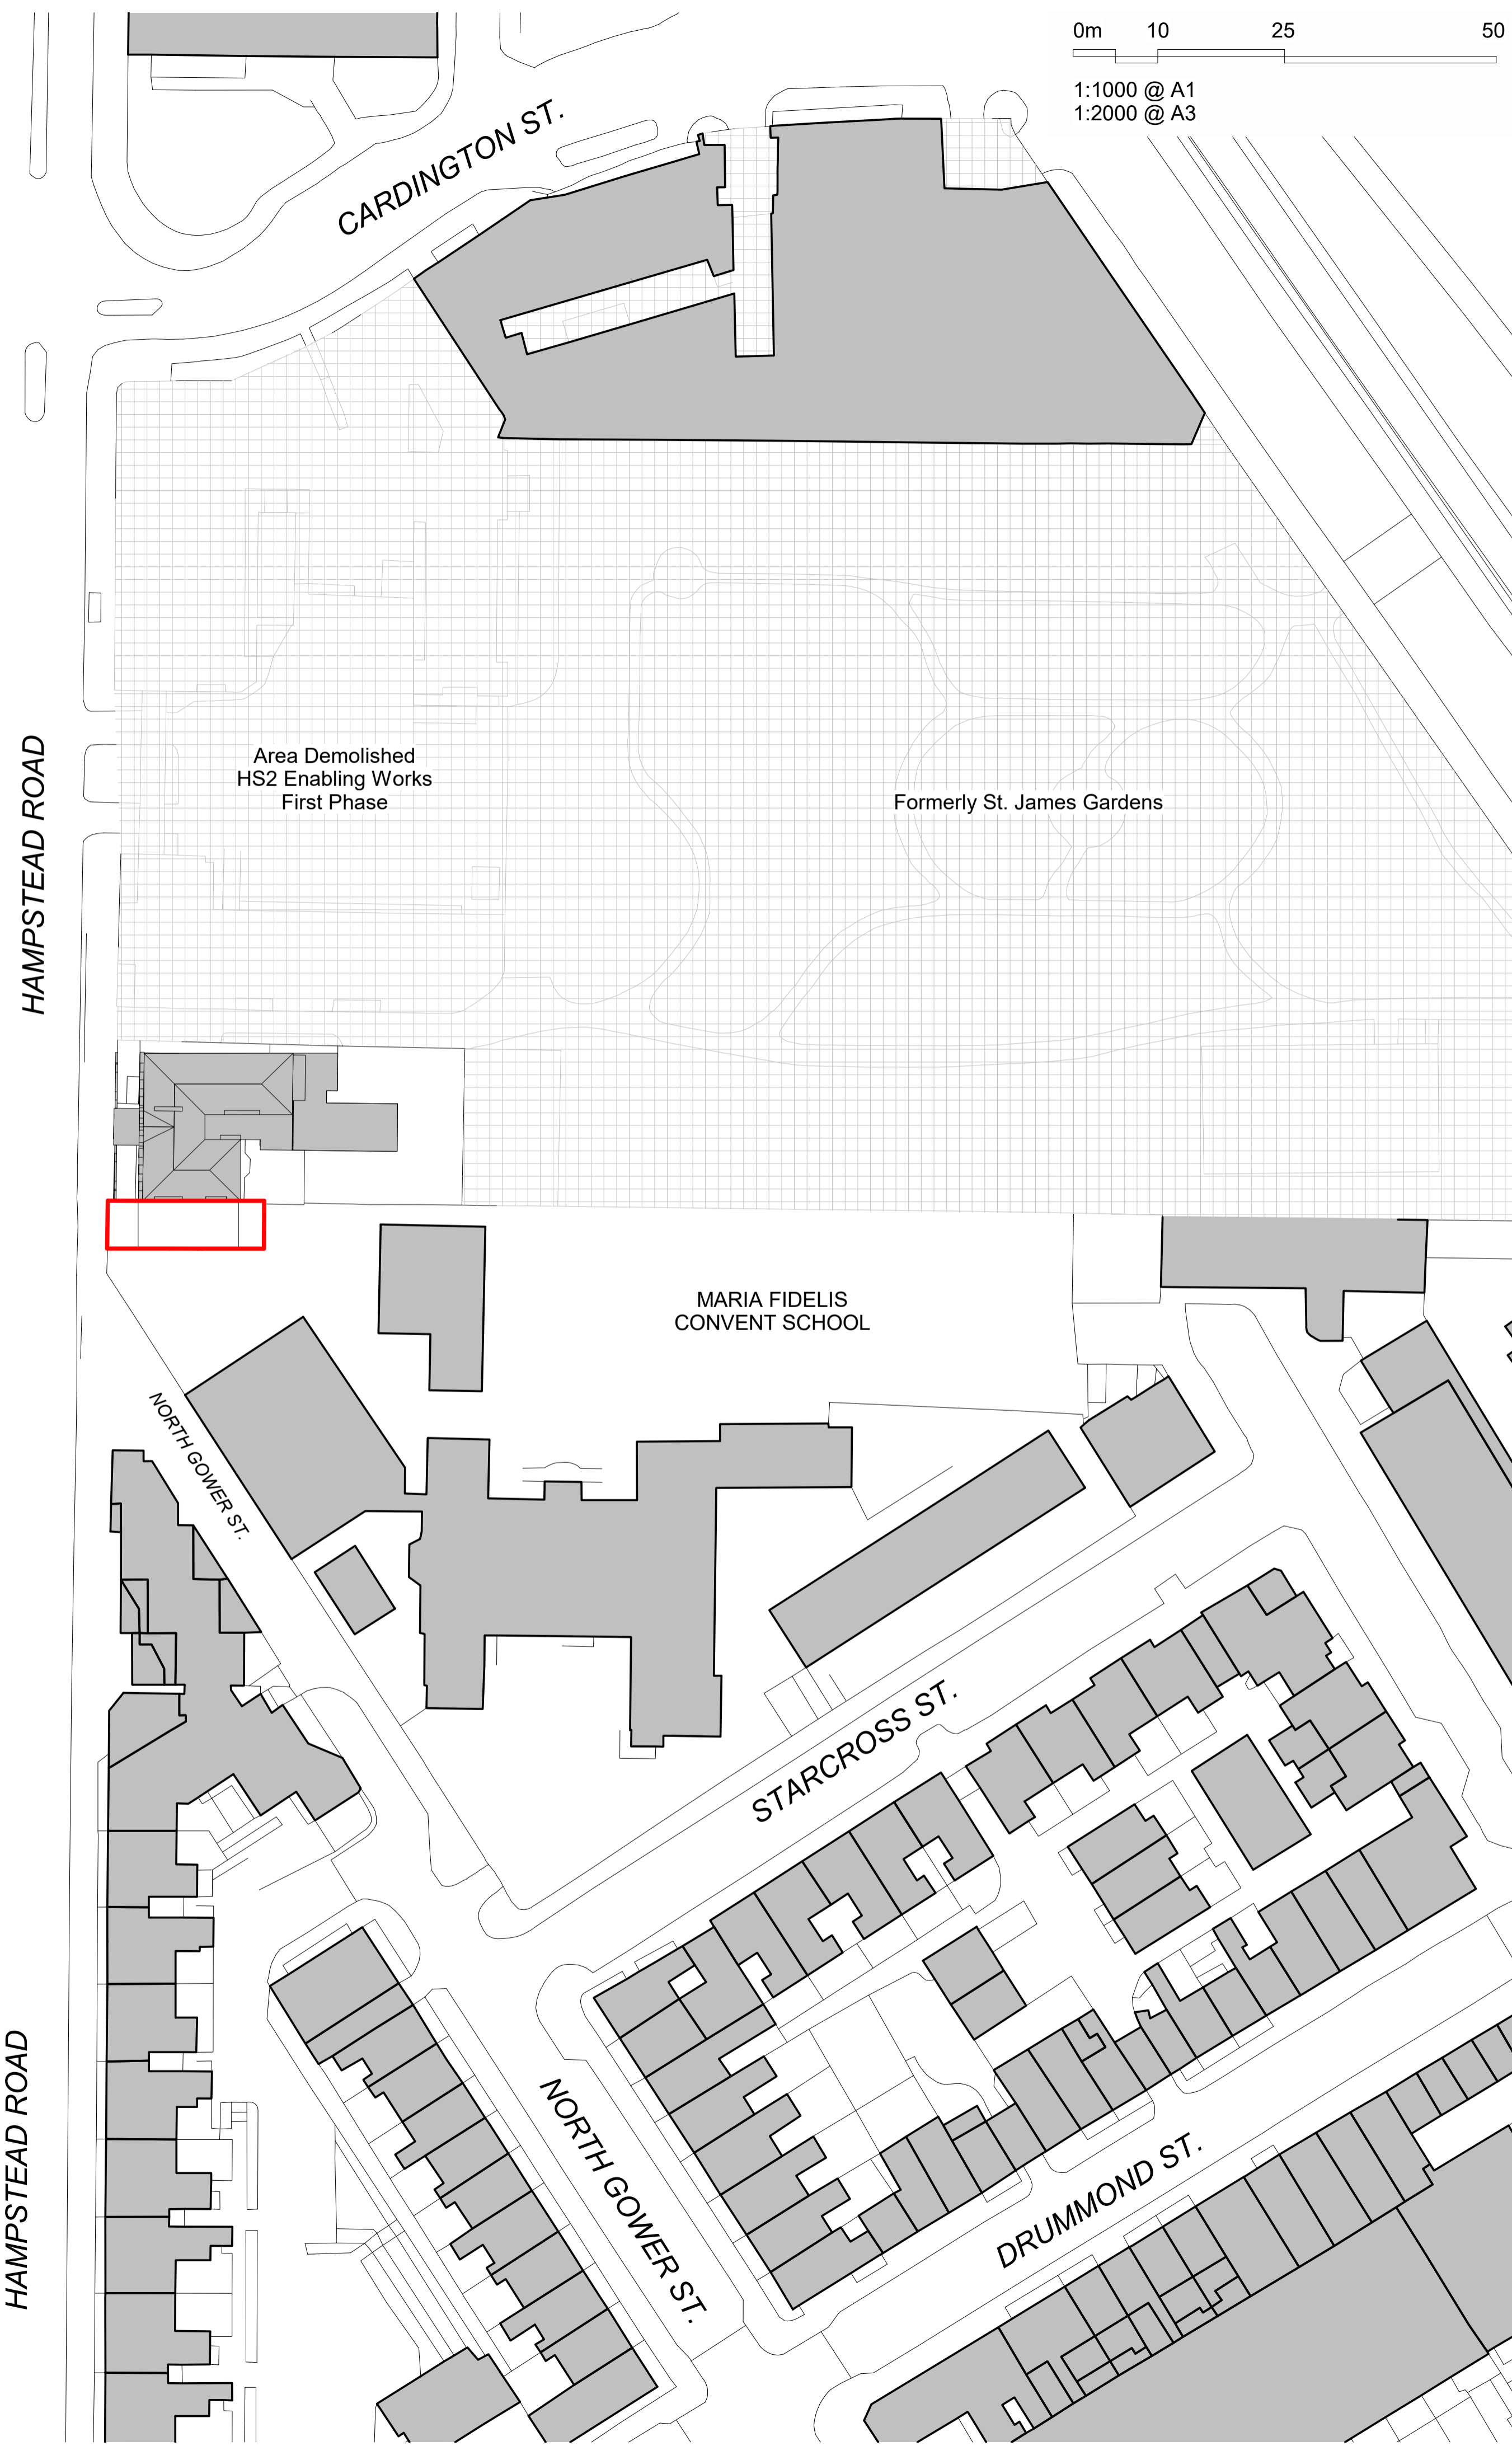 0m 10 25 50
1:1000 @ A1
1:2000 @ A3
CARDINGTON ST.
HAMPSTEAD ROAD
Area Demolished
HS2 Enabling Works
First Phase
Formerly St. James Gardens
MARIA FIDELIS
CONVENT SCHOOL
NORTH GOWER ST.
STARCROSS ST.
HAMPSTEAD ROAD
NORTH GOWER ST.
DRUMMOND ST.